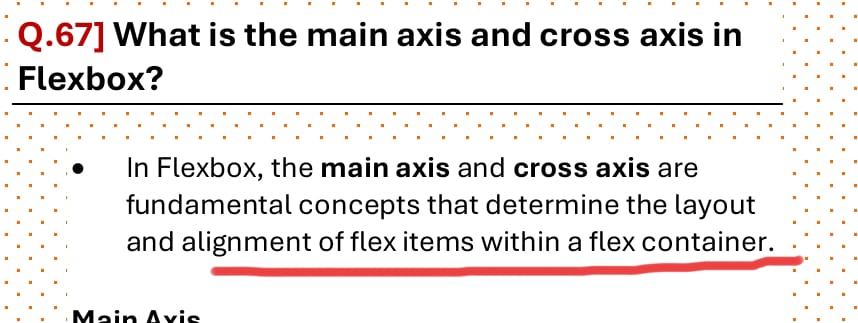 Q.67] What is the main axis and cross axis in
Flexbox?
• In Flexbox, the main axis and cross axis are
fundamental concepts that determine the layout
and alignment of flex items within a flex container.
Main Axis